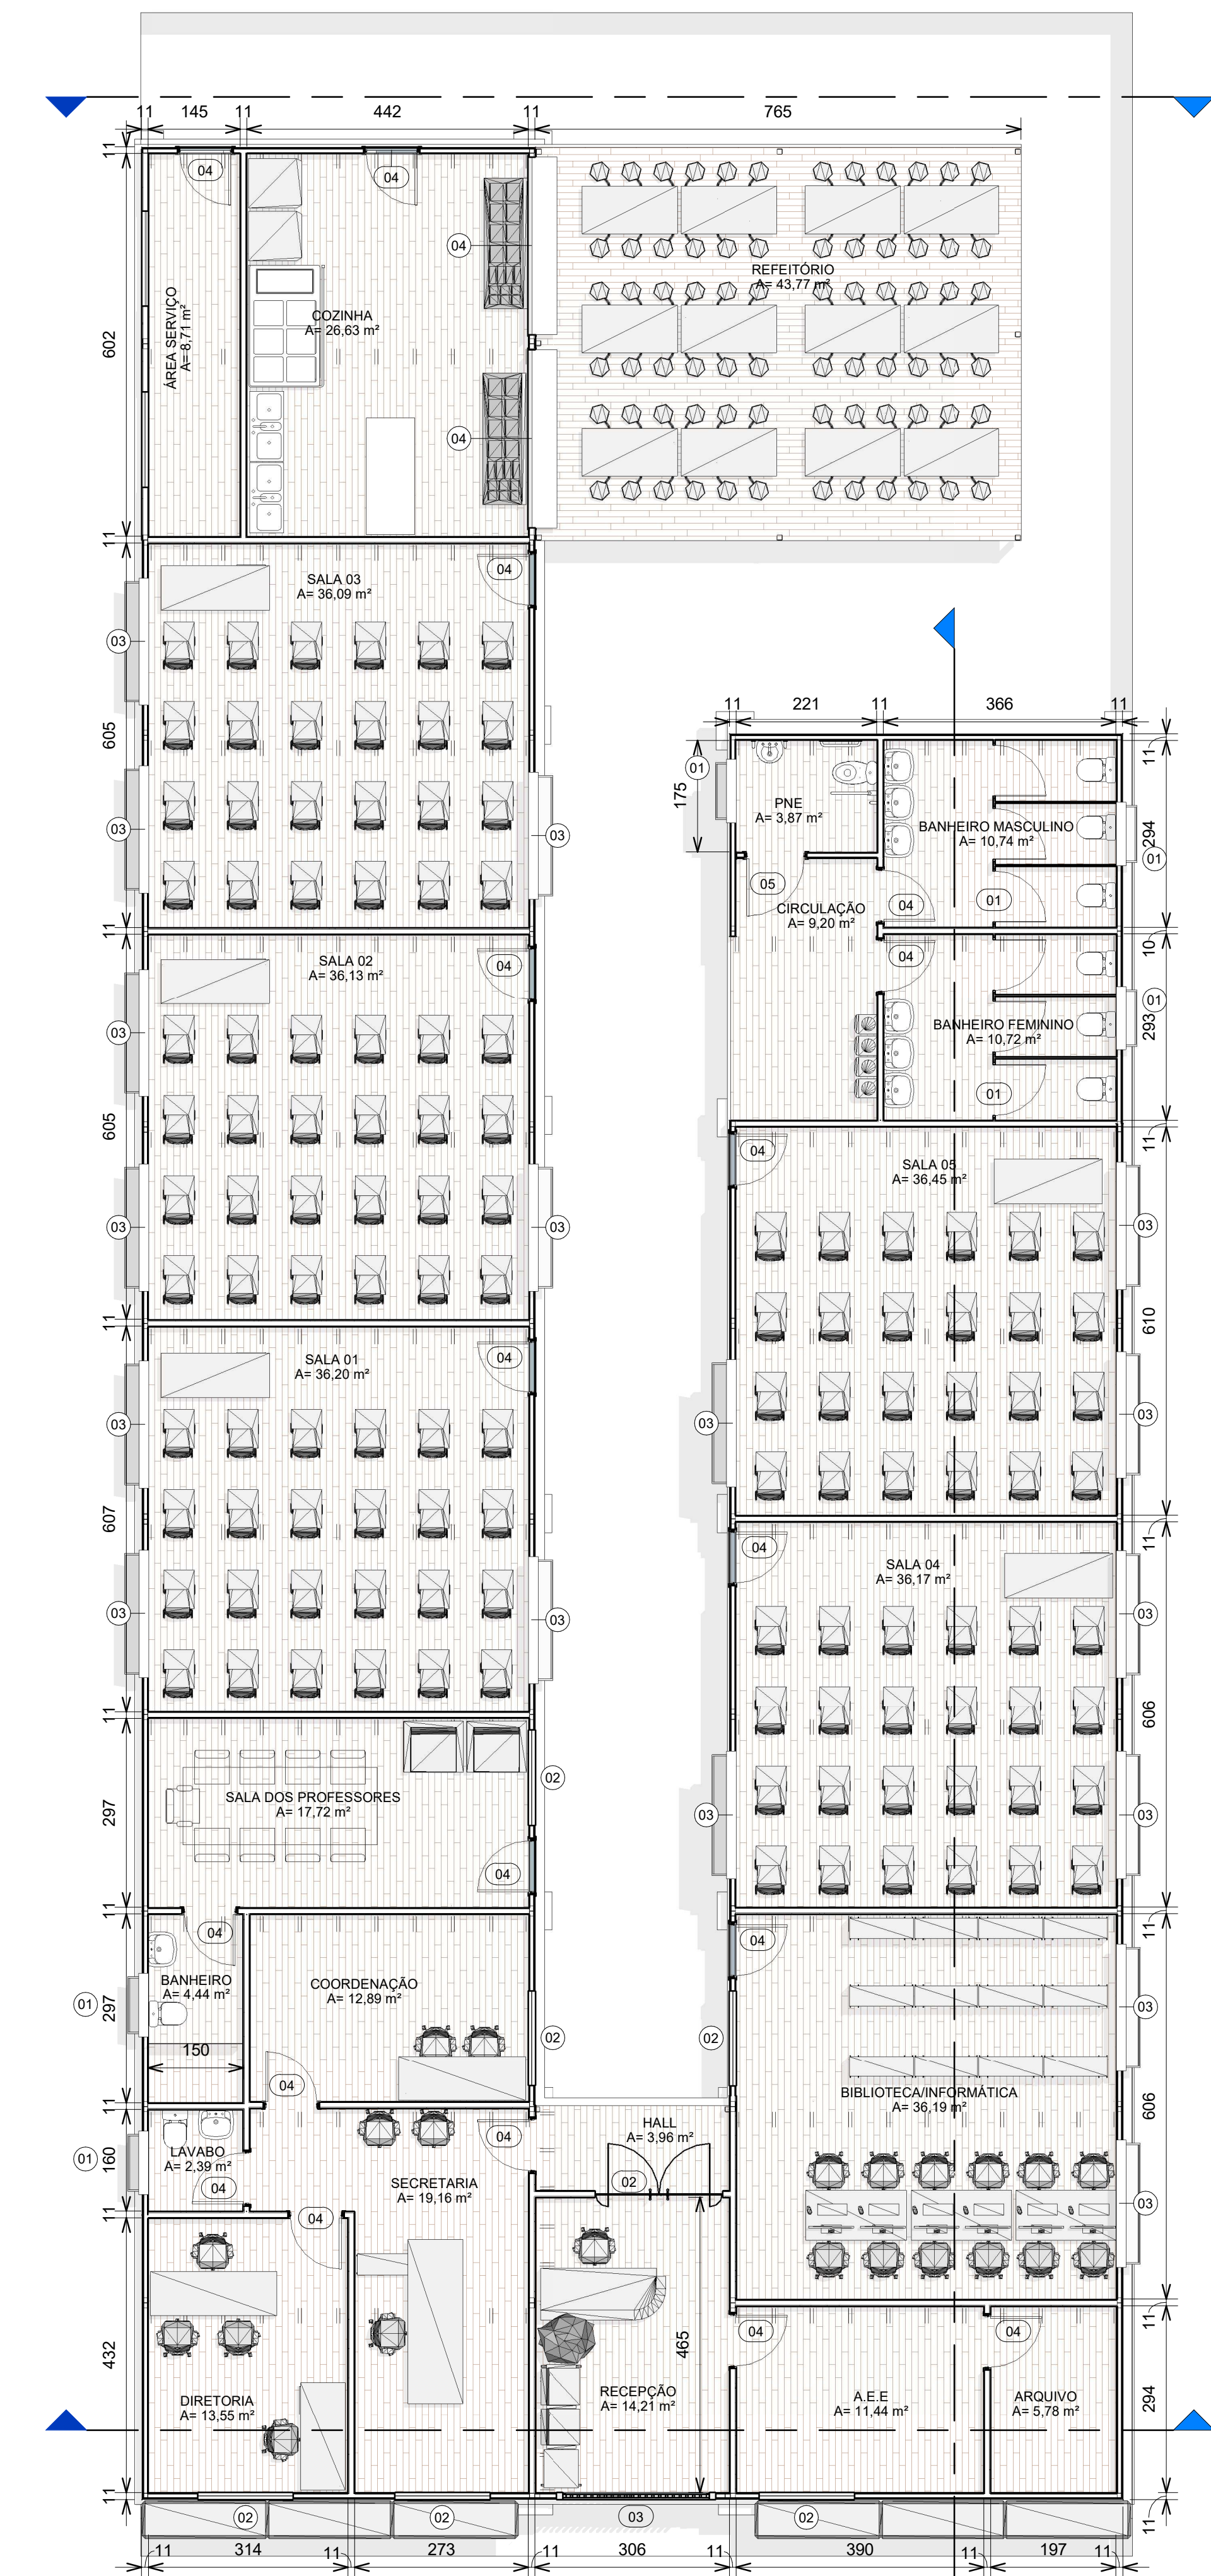 11
145
11
442
11
765
11
04
04
04
REFEITÓRIO
A= 43,77 m²
ÁREA SERVIÇO
A= 8,71 m²
COZINHA
A= 26,63 m²
602
04
11
04
SALA 03
A= 36,09 m²
03
605
03
03
11
221
11
366
11
11
01
175
PNE
A= 3,87 m²
BANHEIRO MASCULINO
A= 10,74 m²
294
01
05
04
01
CIRCULAÇÃO
A= 9,20 m²
11
10
04
SALA 02
A= 36,13 m²
04
01
03
BANHEIRO FEMININO
A= 10,72 m²
293
01
605
11
04
SALA 05
A= 36,45 m²
03
03
03
11
610
04
SALA 01
A= 36,20 m²
03
03
03
607
11
04
SALA 04
A= 36,17 m²
03
03
03
11
606
02
SALA DOS PROFESSORES
A= 17,72 m²
297
03
03
04
11
11
04
04
BANHEIRO
A= 4,44 m²
COORDENAÇÃO
A= 12,89 m²
01
297
03
02
02
150
04
BIBLIOTECA/INFORMÁTICA
A= 36,19 m²
606
11
04
HALL
A= 3,96 m²
01
160
LAVABO
A= 2,39 m²
04
SECRETARIA
A= 19,16 m²
02
03
11
04
11
04
04
432
465
DIRETORIA
A= 13,55 m²
RECEPÇÃO
A= 14,21 m²
A.E.E
A= 11,44 m²
ARQUIVO
A= 5,78 m²
294
11
02
02
03
02
11
11
314
11
273
11
306
11
390
11
197
11